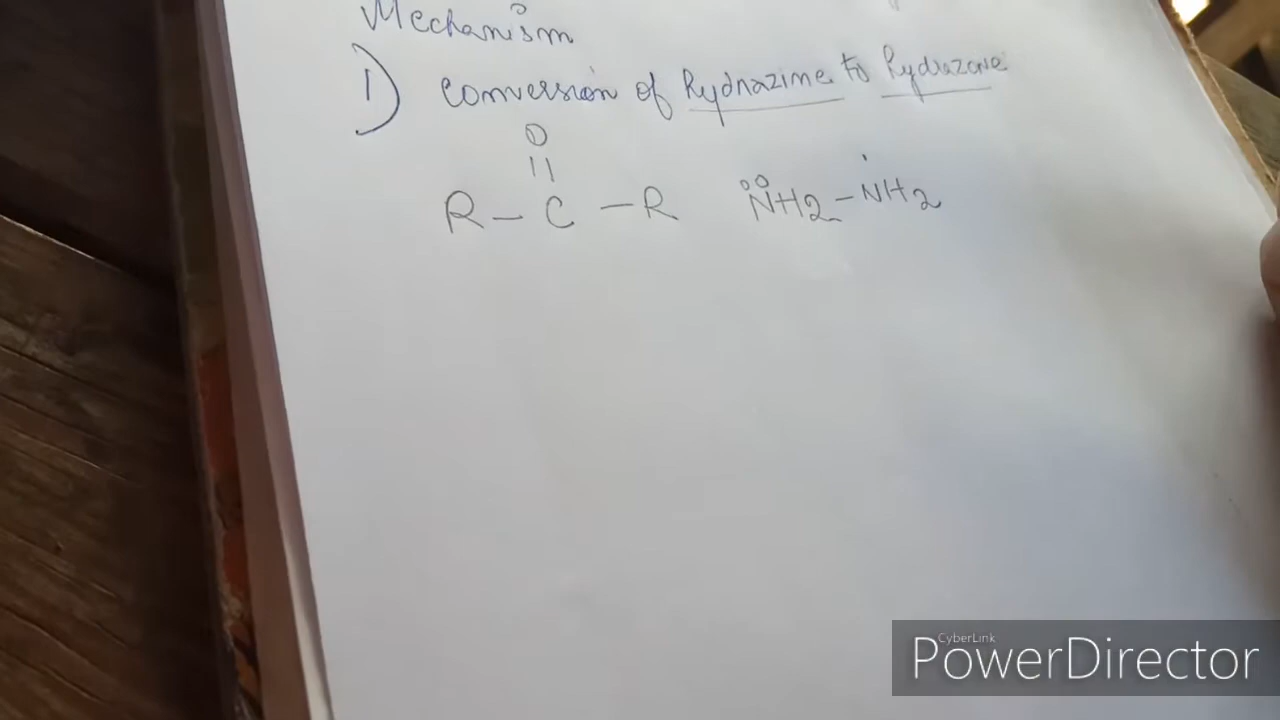 Mechanism
1) Conversion of hydrazine to hydrazone
O
||
R - C - R NH2 - NH2
CyberLink
PowerDirector